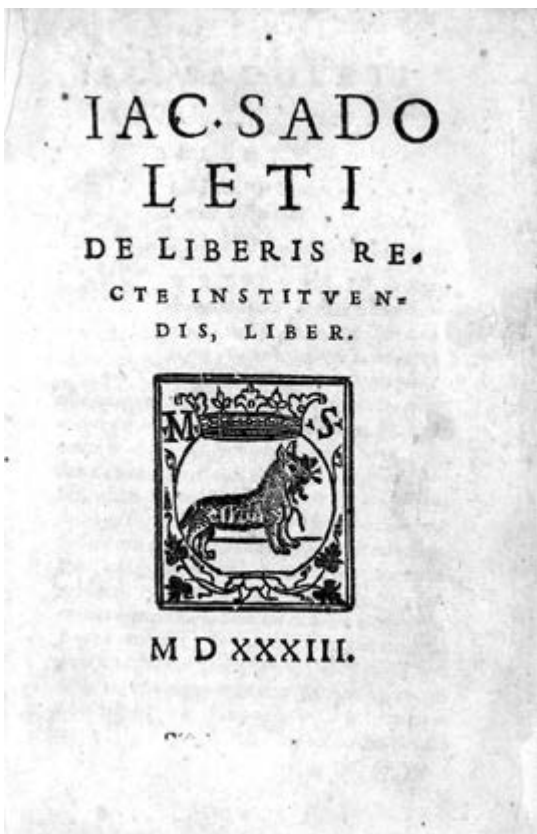 IAC. SADO
LETI
DE LIBERIS RE-
CTE INSTITVEN=
DIS, LIBER.
M S
M D XXXIII.